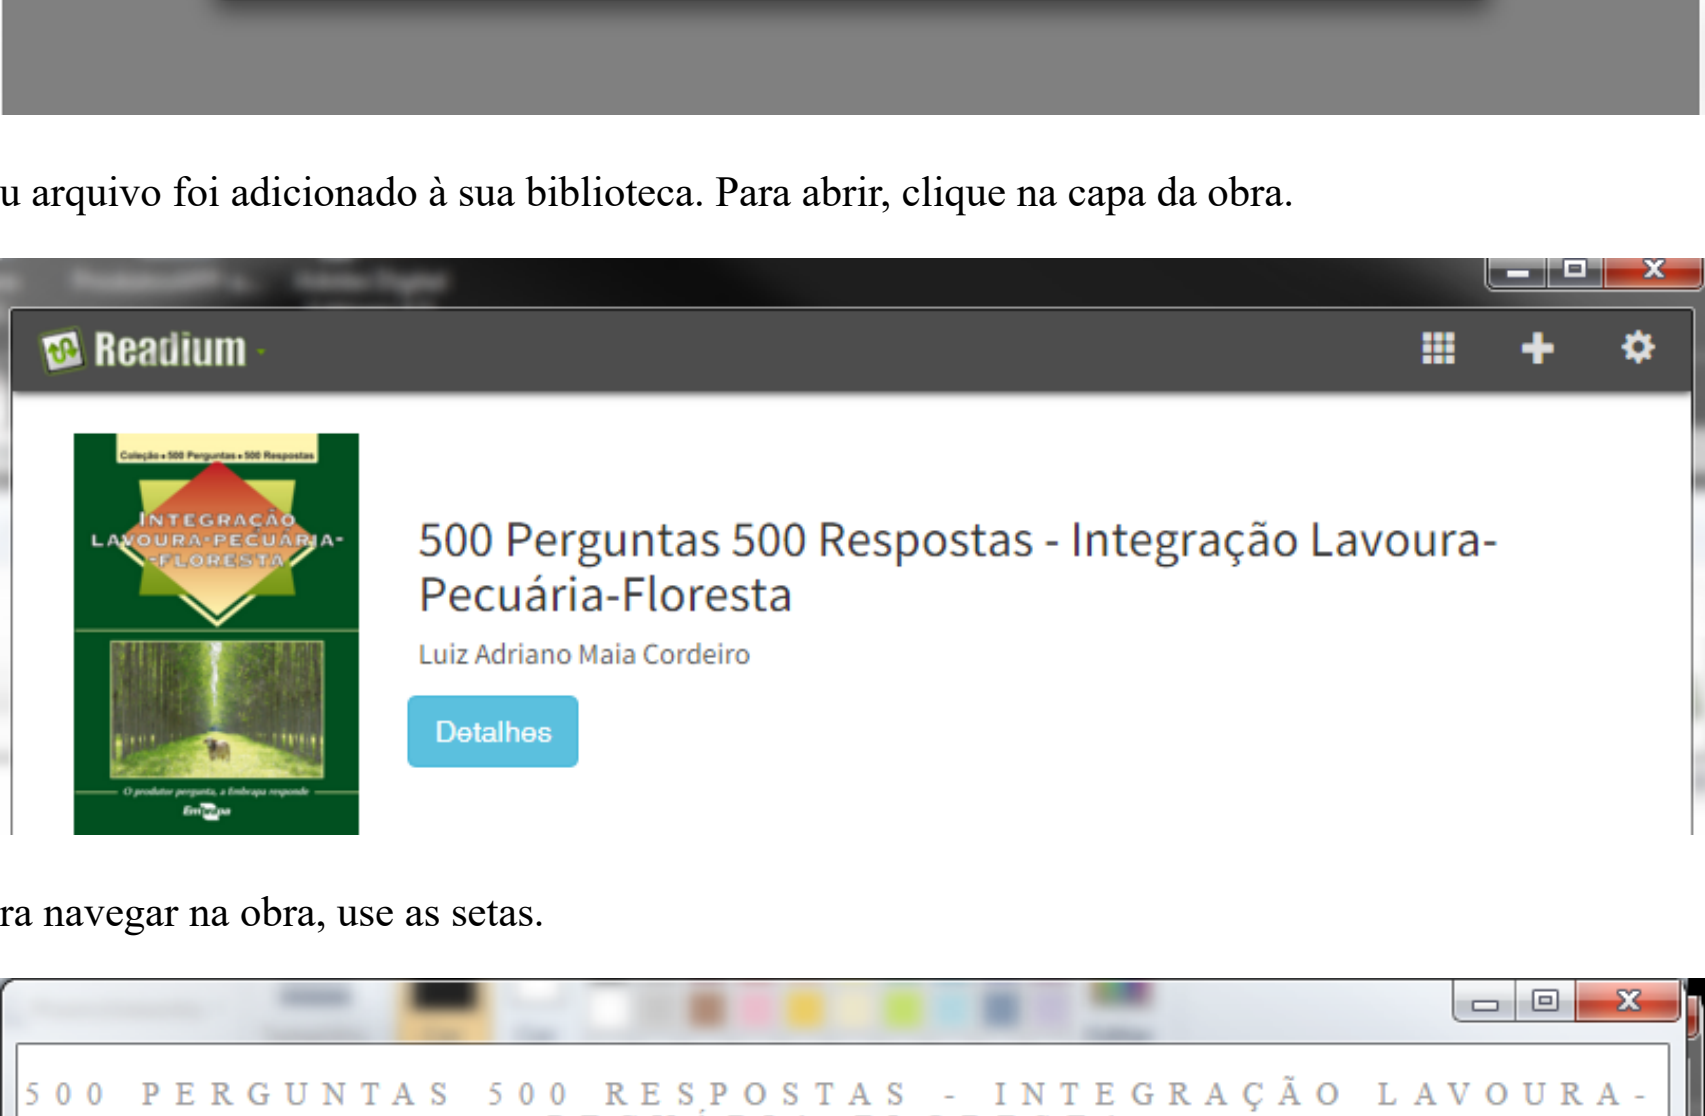 u arquivo foi adicionado à sua biblioteca. Para abrir, clique na capa da obra.
Readium
Coleção • 500 Perguntas • 500 Respostas
INTEGRAÇÃO
LAVOURA-PECUÁRIA-
-FLORESTA
O produtor pergunta, a Embrapa responde
Embrapa
500 Perguntas 500 Respostas - Integração Lavoura-
Pecuária-Floresta
Luiz Adriano Maia Cordeiro
Detalhes
ra navegar na obra, use as setas.
500 PERGUNTAS 500 RESPOSTAS - INTEGRAÇÃO LAVOURA-